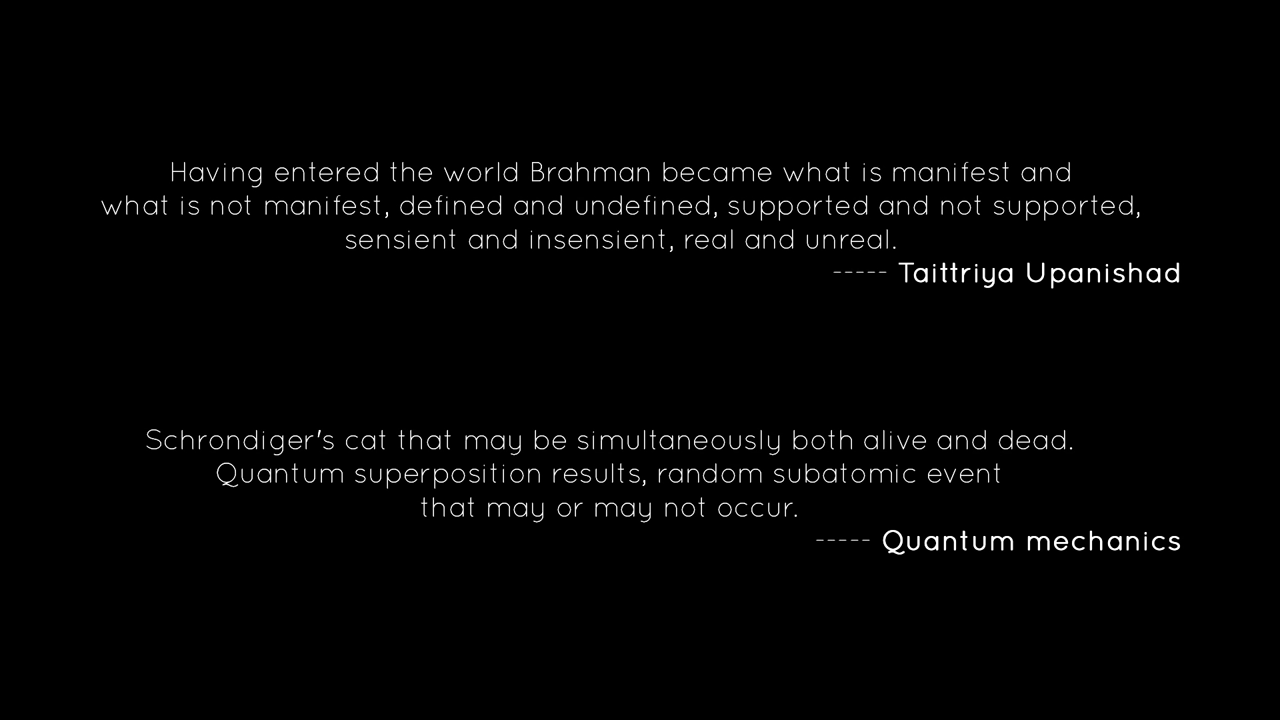 Having entered the world Brahman became what is manifest and
what is not manifest, defined and undefined, supported and not supported,
sensient and insensient, real and unreal.
----- Taittriya Upanishad
Schrondiger's cat that may be simultaneously both alive and dead.
Quantum superposition results, random subatomic event
that may or may not occur.
----- Quantum mechanics